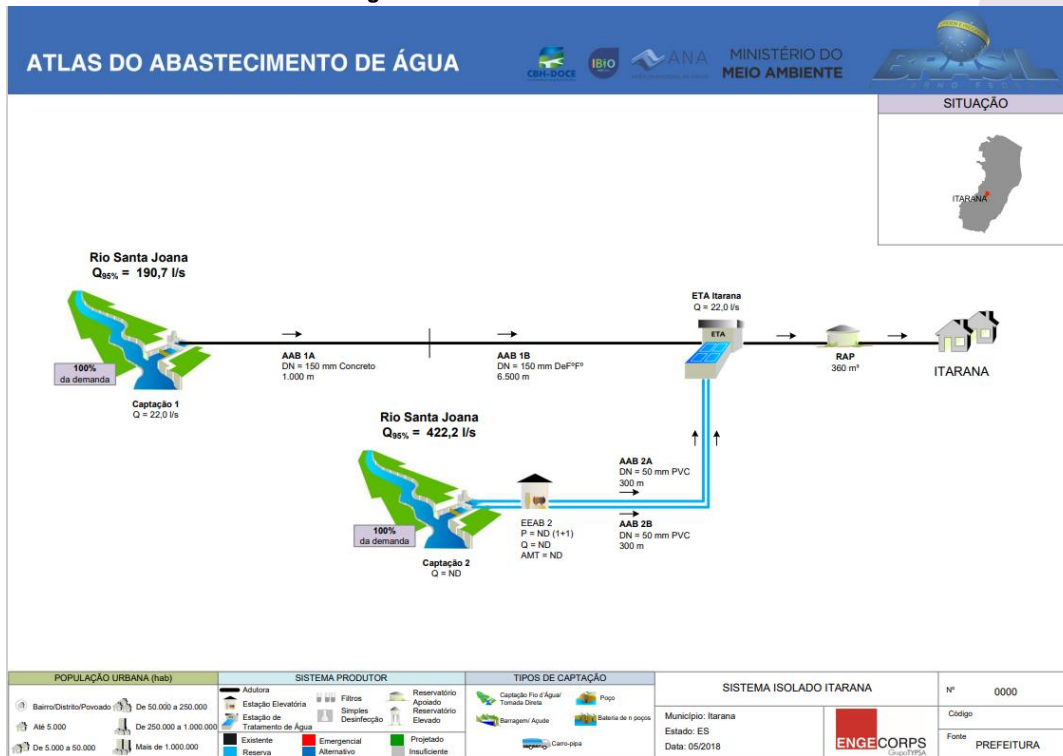 ATLAS DO ABASTECIMENTO DE ÁGUA
CBH-DOCE
IBiO
ANA
MINISTÉRIO DO
MEIO AMBIENTE
BRASIL
GOVERNO FEDERAL
SITUAÇÃO
ITARANA
Rio Santa Joana
Q95% = 190,7 l/s
100%
da demanda
Captação 1
Q = 22,0 l/s
AAB 1A
DN = 150 mm Concreto
1.000 m
AAB 1B
DN = 150 mm DeFºFº
6.500 m
ETA Itarana
Q = 22,0 l/s
ETA
RAP
360 m³
ITARANA
Rio Santa Joana
Q95% = 422,2 l/s
100%
da demanda
Captação 2
Q = ND
EEAB 2
P = ND (1+1)
Q = ND
AMT = ND
AAB 2A
DN = 50 mm PVC
300 m
AAB 2B
DN = 50 mm PVC
300 m
POPULAÇÃO URBANA (hab)
Bairro/Distrito/Povoado
Até 5.000
De 5.000 a 50.000
De 50.000 a 250.000
De 250.000 a 1.000.000
Mais de 1.000.000
SISTEMA PRODUTOR
Adutora
Estação Elevatória
Estação de
Tratamento de Água
Filtros
Simples
Desinfecção
Reservatório
Apoiado
Reservatório
Elevado
Existente
Reserva
Emergencial
Alternativo
Projetado
Insuficiente
TIPOS DE CAPTAÇÃO
Captação Fio d'Água/
Tomada Direta
Barragem/ Açude
Poço
Bateria de n poços
Carro-pipa
SISTEMA ISOLADO ITARANA
Município: Itarana
Estado: ES
Data: 05/2018
ENGECORPS
GrupoTYPSA
Nº 0000
Código
Fonte
PREFEITURA